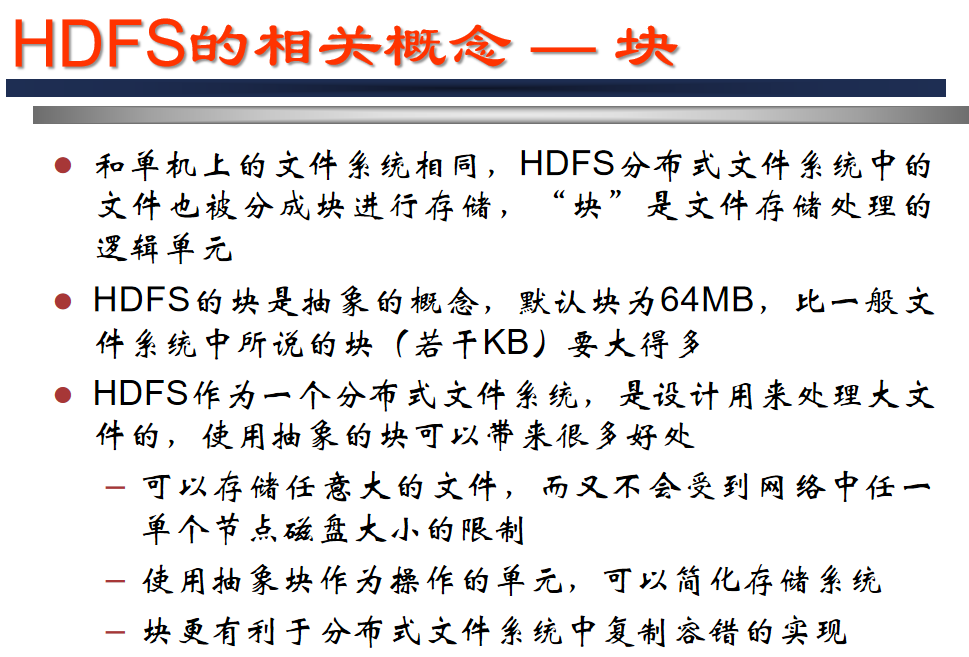 HDFS的相关概念 — 块
● 和单机上的文件系统相同，HDFS分布式文件系统中的
文件也被分成块进行存储，“块”是文件存储处理的
逻辑单元
● HDFS的块是抽象的概念，默认块为64MB，比一般文
件系统中所说的块（若干KB）要大得多
● HDFS作为一个分布式文件系统，是设计用来处理大文
件的，使用抽象的块可以带来很多好处
– 可以存储任意大的文件，而又不会受到网络中任一
单个节点磁盘大小的限制
– 使用抽象块作为操作的单元，可以简化存储系统
– 块更有利于分布式文件系统中复制容错的实现